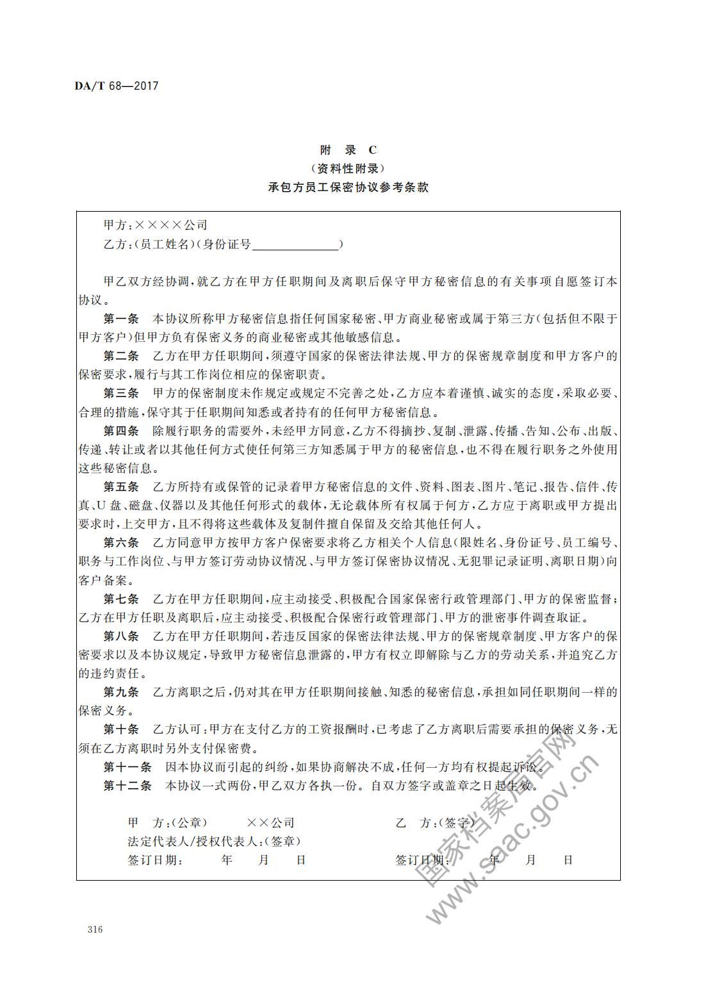 DA/T 68—2017
附 录 C
（资料性附录）
承包方员工保密协议参考条款
甲方：××××公司
乙方：（员工姓名）（身份证号______________）
甲乙双方经协调，就乙方在甲方任职期间及离职后保守甲方秘密信息的有关事项自愿签订本
协议。
第一条 本协议所称甲方秘密信息指任何国家秘密、甲方商业秘密或属于第三方（包括但不限于
甲方客户）但甲方负有保密义务的商业秘密或其他敏感信息。
第二条 乙方在甲方任职期间，须遵守国家的保密法律法规、甲方的保密规章制度和甲方客户的
保密要求，履行与其工作岗位相应的保密职责。
第三条 甲方的保密制度未作规定或规定不完善之处，乙方应本着谨慎、诚实的态度，采取必要、
合理的措施，保守其于任职期间知悉或者持有的任何甲方秘密信息。
第四条 除履行职务的需要外，未经甲方同意，乙方不得摘抄、复制、泄露、传播、告知、公布、出版、
传递、转让或者以其他任何方式使任何第三方知悉属于甲方的秘密信息，也不得在履行职务之外使用
这些秘密信息。
第五条 乙方所持有或保管的记录着甲方秘密信息的文件、资料、图表、图片、笔记、报告、信件、传
真、U 盘、磁盘、仪器以及其他任何形式的载体，无论载体所有权属于何方，乙方应于离职或甲方提出
要求时，上交甲方，且不得将这些载体及复制件擅自保留及交给其他任何人。
第六条 乙方同意甲方按甲方客户保密要求将乙方相关个人信息（限姓名、身份证号、员工编号、
职务与工作岗位、与甲方签订劳动协议情况、与甲方签订保密协议情况、无犯罪记录证明、离职日期）向
客户备案。
第七条 乙方在甲方任职期间，应主动接受、积极配合国家保密行政管理部门、甲方的保密监督；
乙方在甲方任职及离职后，应主动接受、积极配合保密行政管理部门、甲方的泄密事件调查取证。
第八条 乙方在甲方任职期间，若违反国家的保密法律法规、甲方的保密规章制度、甲方客户的保
密要求以及本协议规定，导致甲方秘密信息泄露的，甲方有权立即解除与乙方的劳动关系，并追究乙方
的违约责任。
第九条 乙方离职之后，仍对其在甲方任职期间接触、知悉的秘密信息，承担如同任职期间一样的
保密义务。
第十条 乙方认可：甲方在支付乙方的工资报酬时，已考虑了乙方离职后需要承担的保密义务，无
须在乙方离职时另外支付保密费。
第十一条 因本协议而引起的纠纷，如果协商解决不成，任何一方均有权提起诉讼。
第十二条 本协议一式两份，甲乙双方各执一份。自双方签字或盖章之日起生效。
甲 方：（公章） ××公司 乙 方：（签字）
法定代表人/授权代表人：（签章）
签订日期： 年 月 日 签订日期： 年 月 日
国家档案局官网
www.saac.gov.cn
316